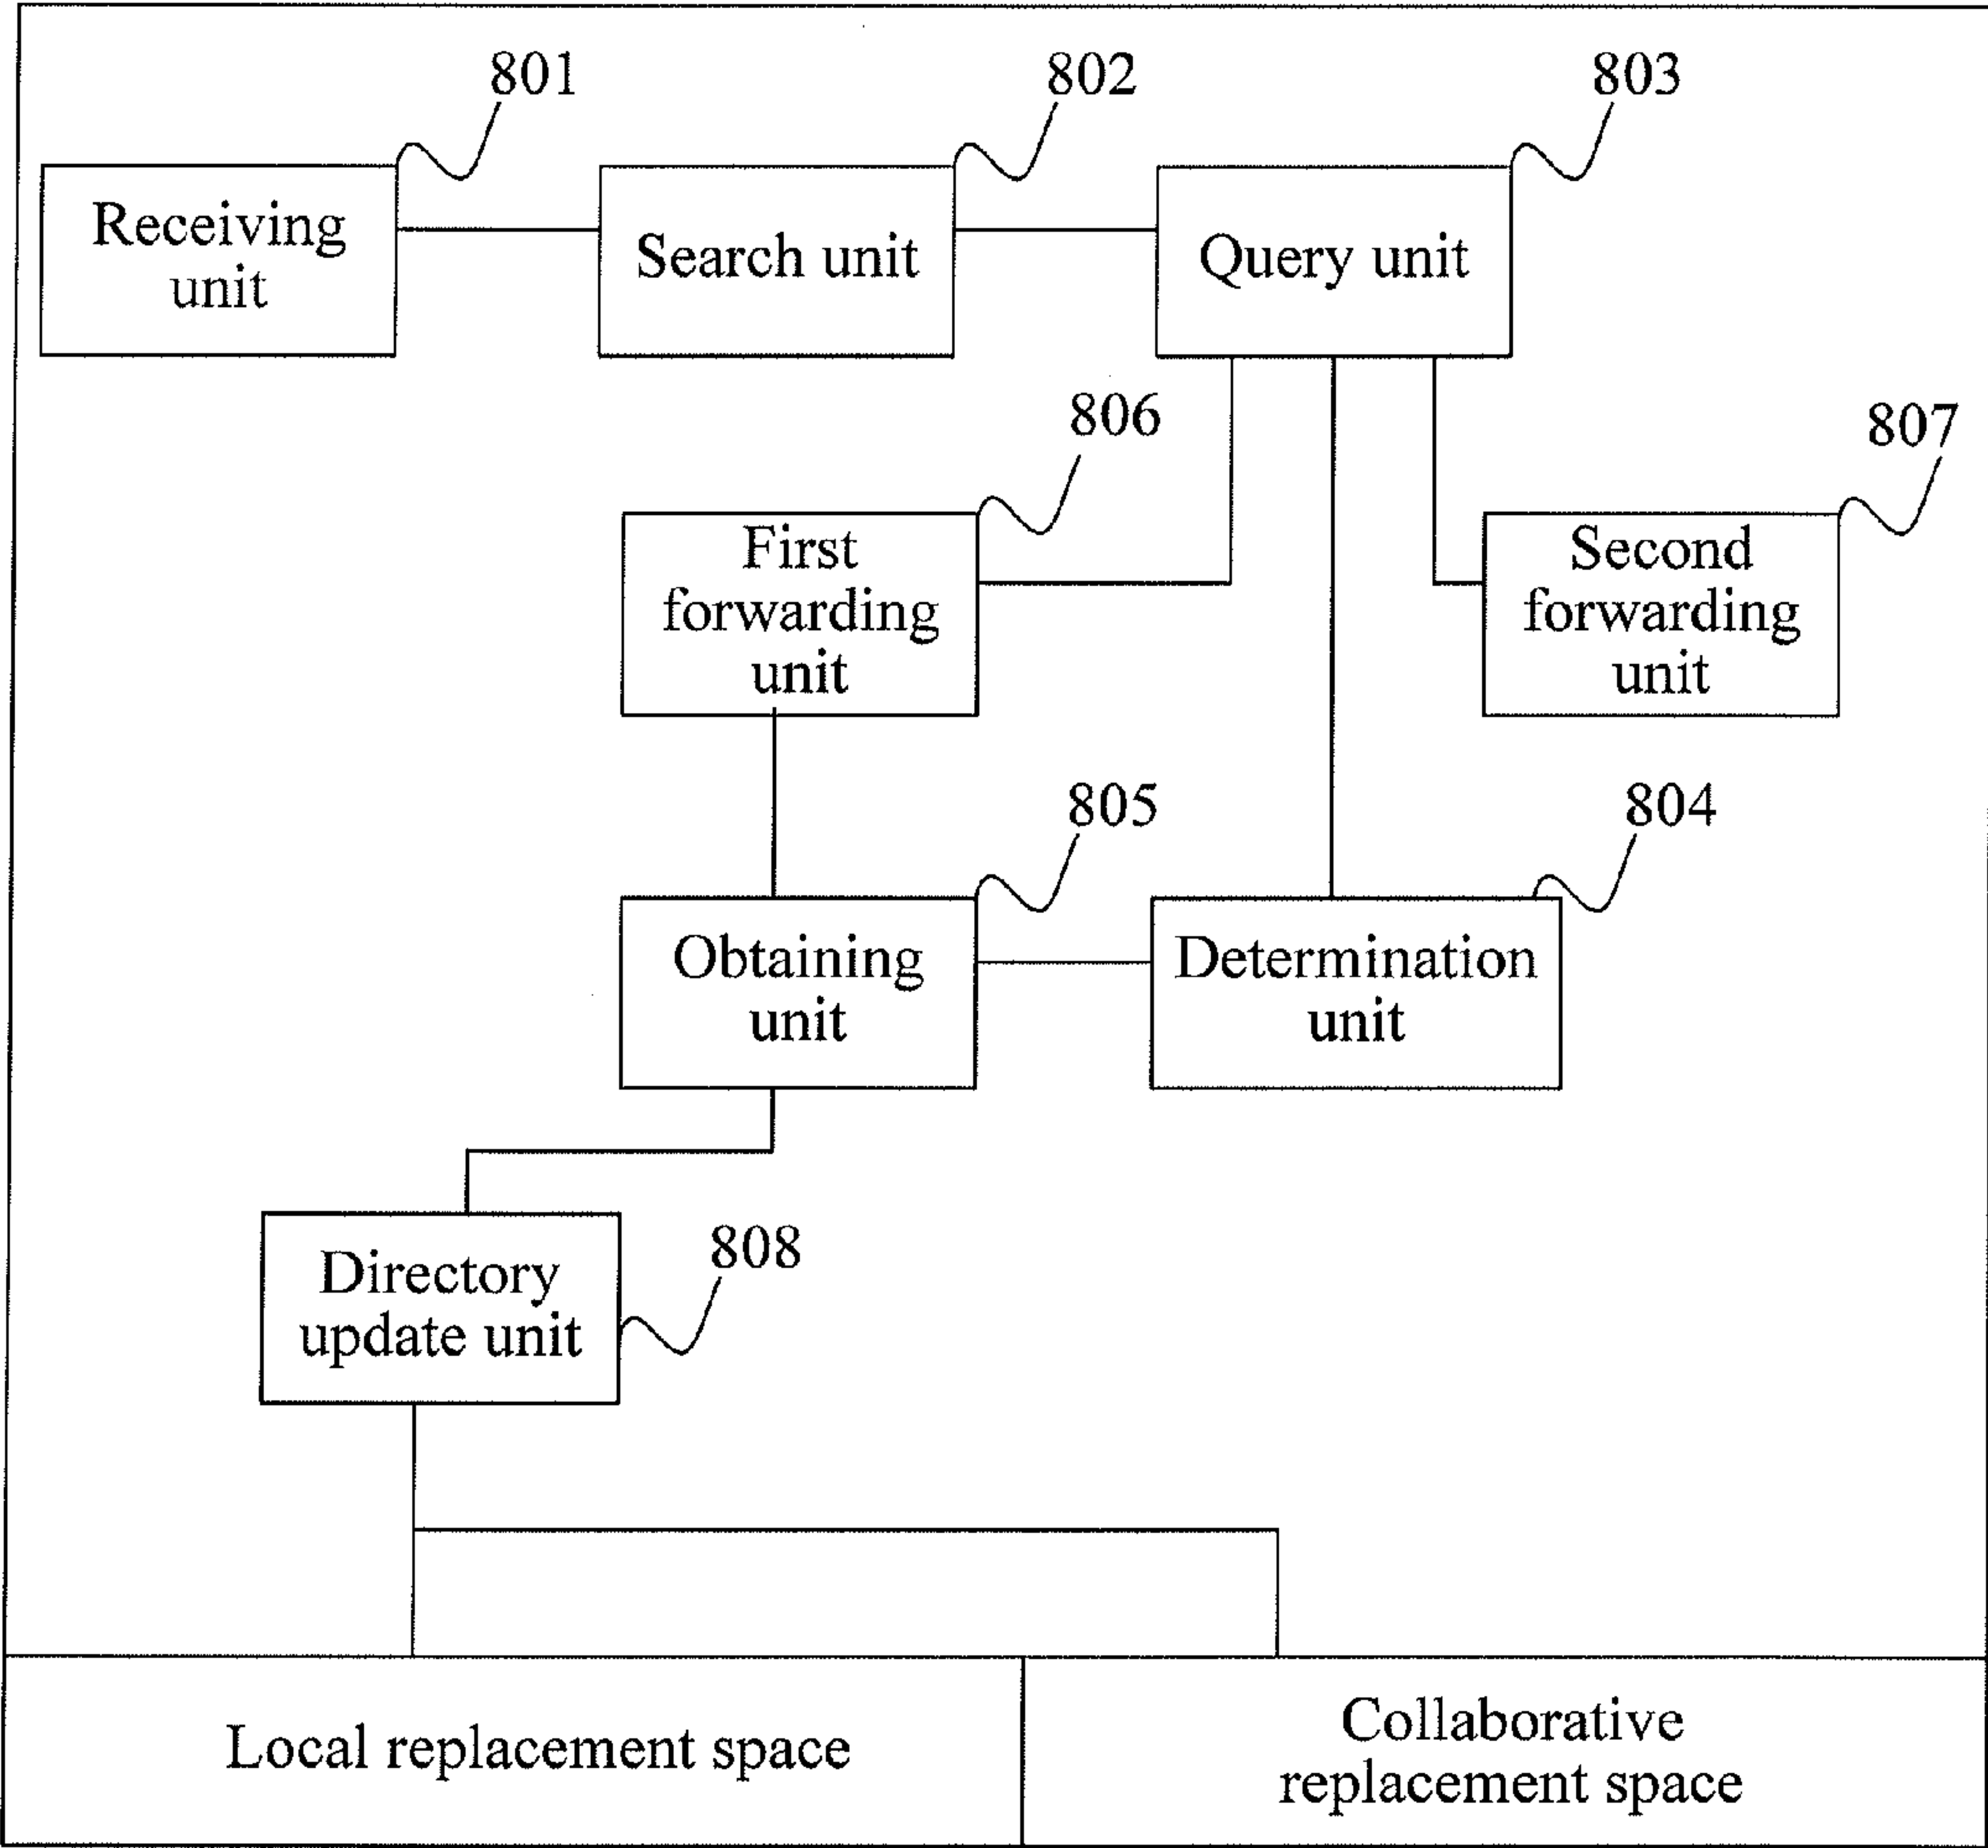 801
802
803
Receiving
unit
Search unit
Query unit
806
807
First
forwarding
unit
Second
forwarding
unit
805
804
Obtaining
unit
Determination
unit
808
Directory
update unit
Local replacement space
Collaborative
replacement space